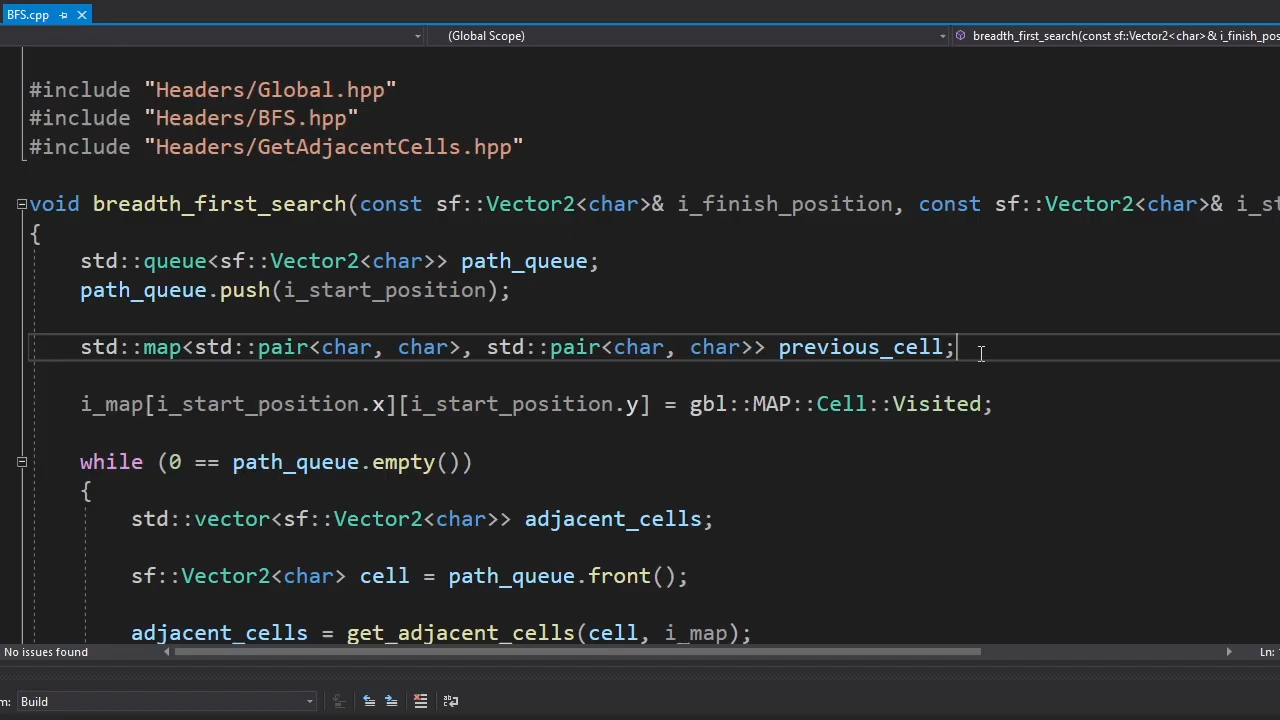 BFS.cpp
(Global Scope)
breadth_first_search(const sf::Vector2<char>& i_finish_pos
#include "Headers/Global.hpp"
#include "Headers/BFS.hpp"
#include "Headers/GetAdjacentCells.hpp"
void breadth_first_search(const sf::Vector2<char>& i_finish_position, const sf::Vector2<char>& i_st
{
std::queue<sf::Vector2<char>> path_queue;
path_queue.push(i_start_position);
std::map<std::pair<char, char>, std::pair<char, char>> previous_cell;
i_map[i_start_position.x][i_start_position.y] = gbl::MAP::Cell::Visited;
while (0 == path_queue.empty())
{
std::vector<sf::Vector2<char>> adjacent_cells;
sf::Vector2<char> cell = path_queue.front();
adjacent_cells = get_adjacent_cells(cell, i_map);
No issues found
Ln:
m: Build